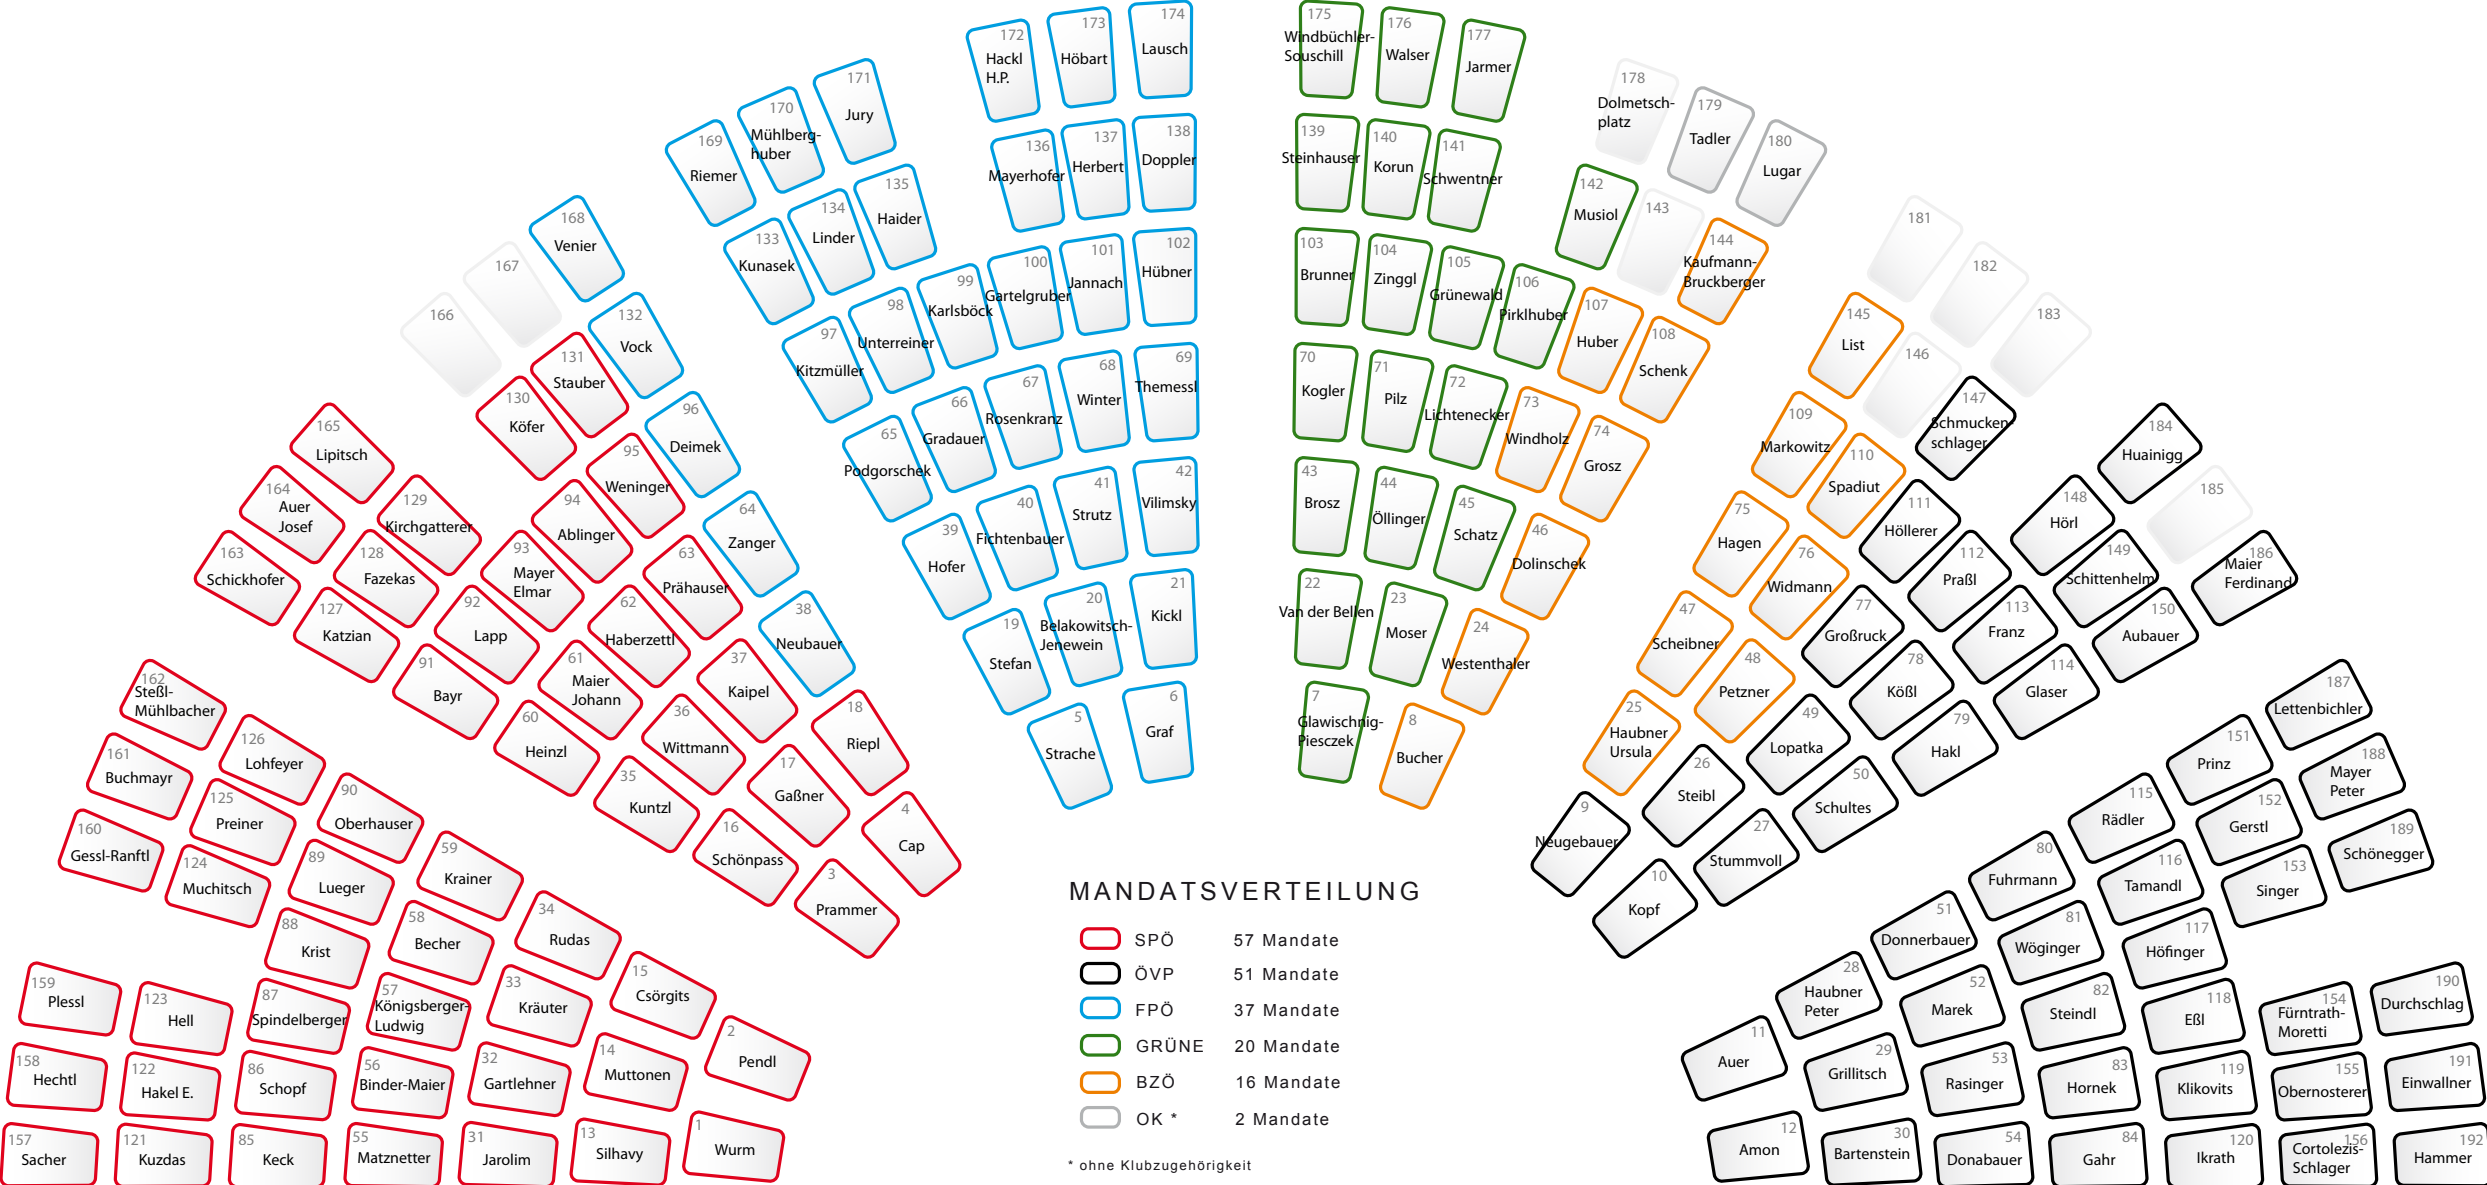 1
Wurm
2
Pendl
3
Prammer
4
Cap
5
Strache
6
Graf
7
Glawischnig-
Piesczek
8
Bucher
9
Neugebauer
10
Kopf
11
Auer
12
Amon
13
Silhavy
14
Muttonen
15
Csörgits
16
Schönpass
17
Gaßner
18
Riepl
19
Stefan
20
Belakowitsch-
Jenewein
21
Kickl
22
Van der Bellen
23
Moser
24
Westenthaler
25
Haubner
Ursula
26
Steibl
27
Stummvoll
28
Haubner
Peter
29
Grillitsch
30
Bartenstein
31
Jarolim
32
Gartlehner
33
Kräuter
34
Rudas
35
Kuntzl
36
Wittmann
37
Kaipel
38
Neubauer
39
Hofer
40
Fichtenbauer
41
Strutz
42
Vilimsky
43
Brosz
44
Öllinger
45
Schatz
46
Dolinschek
47
Scheibner
48
Petzner
49
Lopatka
50
Schultes
51
Donnerbauer
52
Marek
53
Rasinger
54
Donabauer
55
Matznetter
56
Binder-Maier
57
Königsberger-
Ludwig
58
Becher
59
Krainer
60
Heinzl
61
Maier
Johann
62
Haberzettl
63
Prähauser
64
Zanger
65
Podgorschek
66
Gradauer
67
Rosenkranz
68
Winter
69
Themessl
70
Kogler
71
Pilz
72
Lichtenecker
73
Windholz
74
Grosz
75
Hagen
76
Widmann
77
Großruck
78
Kößl
79
Hakl
80
Fuhrmann
81
Wöginger
82
Steindl
83
Hornek
84
Gahr
85
Keck
86
Schopf
87
Spindelberger
88
Krist
89
Lueger
90
Oberhauser
91
Bayr
92
Lapp
93
Mayer
Elmar
94
Ablinger
95
Weninger
96
Deimek
97
Kitzmüller
98
Unterreiner
99
Karlsböck
100
Gartelgruber
101
Jannach
102
Hübner
103
Brunner
104
Zinggl
105
Grünewald
106
Pirklhuber
107
Huber
108
Schenk
109
Markowitz
110
Spadiut
111
Höllerer
112
Praßl
113
Franz
114
Glaser
115
Rädler
116
Tamandl
117
Höfinger
118
Eßl
119
Klikovits
120
Ikrath
121
Kuzdas
122
Hakel E.
123
Hell
124
Muchitsch
125
Preiner
126
Lohfeyer
127
Katzian
128
Fazekas
129
Kirchgatterer
130
Köfer
131
Stauber
132
Vock
133
Kunasek
134
Linder
135
Haider
136
Mayerhofer
137
Herbert
138
Doppler
139
Steinhauser
140
Korun
141
Schwentner
142
Musiol
143
144
Kaufmann-
Bruckberger
145
List
146
147
Schmucken-
schlager
148
Hörl
149
Schittenhelm
150
Aubauer
151
Prinz
152
Gerstl
153
Singer
154
Fürntrath-
Moretti
155
Obernosterer
156
Cortolezis-
Schlager
157
Sacher
158
Hechtl
159
Plessl
160
Gessl-Ranftl
161
Buchmayr
162
Steßl-
Mühlbacher
163
Schickhofer
164
Auer
Josef
165
Lipitsch
166
167
168
Venier
169
Riemer
170
Mühlberg-
huber
171
Jury
172
Hackl
H.P.
173
Höbart
174
Lausch
175
Windbüchler-
Souschill
176
Walser
177
Jarmer
178
Dolmetsch-
platz
179
Tadler
180
Lugar
181
182
183
184
Huainigg
185
186
Maier
Ferdinand
187
Lettenbichler
188
Mayer
Peter
189
Schönegger
190
Durchschlag
191
Einwallner
192
Hammer
MANDATSVERTEILUNG
SPÖ 57 Mandate
ÖVP 51 Mandate
FPÖ 37 Mandate
GRÜNE 20 Mandate
BZÖ 16 Mandate
OK * 2 Mandate
* ohne Klubzugehörigkeit